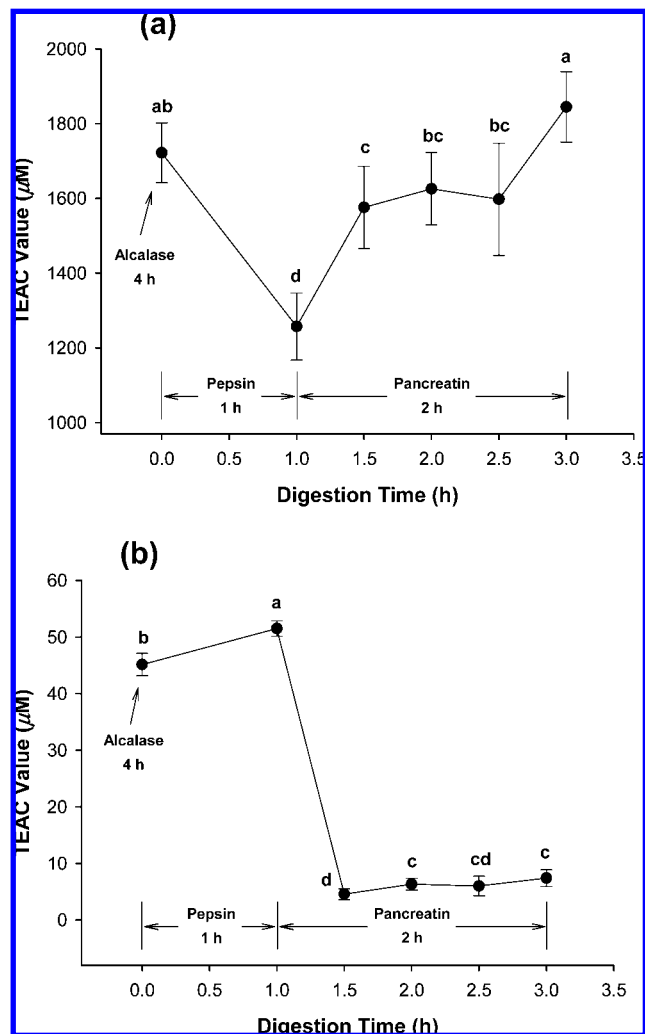 (a)
2000
1800
1600
1400
1200
1000
TEAC Value (μM)
ab
d
c
bc
bc
a
Alcalase
4 h
Pepsin
1 h
Pancreatin
2 h
0.0 0.5 1.0 1.5 2.0 2.5 3.0 3.5
Digestion Time (h)
(b)
60
50
40
30
20
10
0
TEAC Value (μM)
b
a
d
c
cd
c
Alcalase
4 h
Pepsin
1 h
Pancreatin
2 h
0.0 0.5 1.0 1.5 2.0 2.5 3.0 3.5
Digestion Time (h)